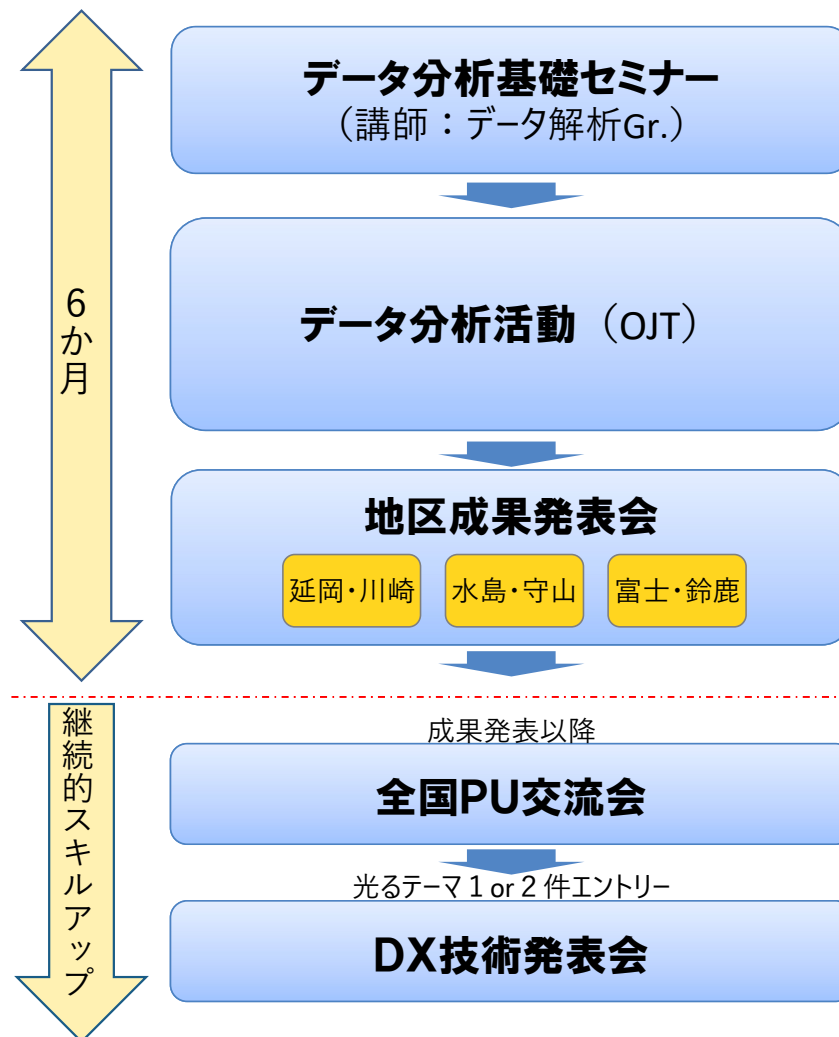 データ分析基礎セミナー
（講師：データ解析Gr.）
6か月
データ分析活動（OJT）
地区成果発表会
延岡・川崎
水島・守山
富士・鈴鹿
継続的スキルアップ
成果発表以降
全国PU交流会
光るテーマ１or２件エントリー
DX技術発表会